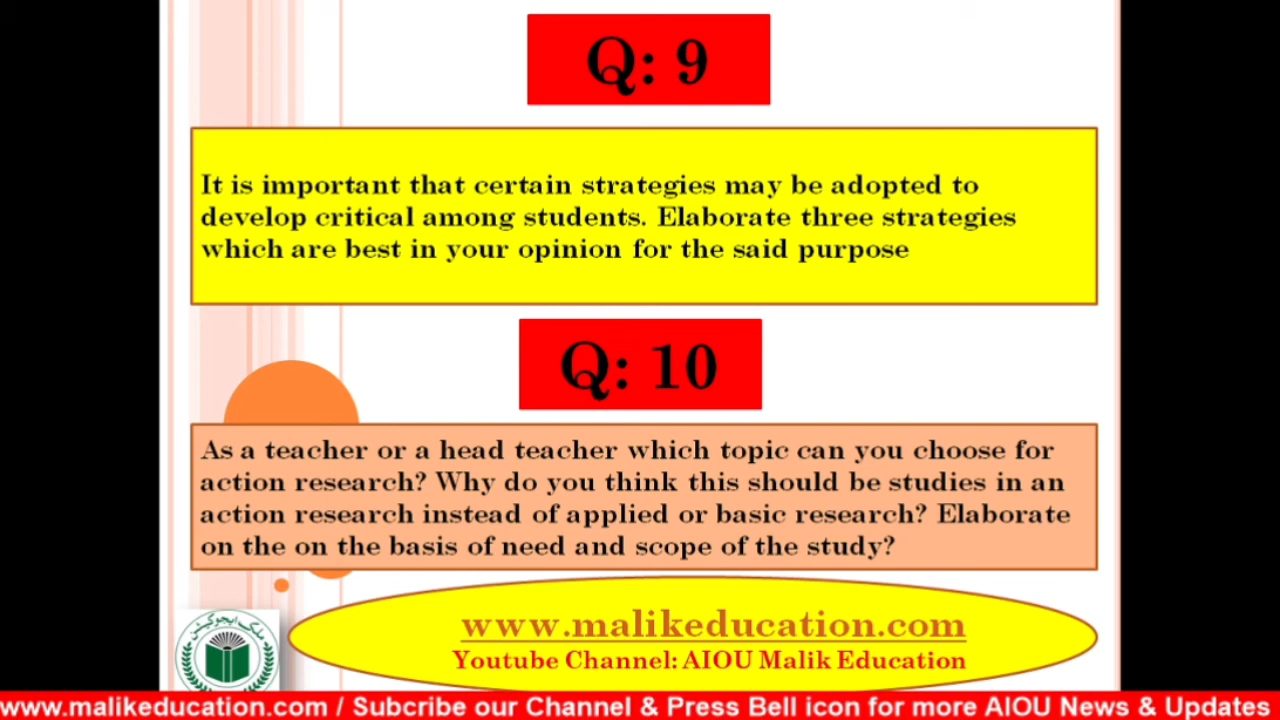 Q: 9
It is important that certain strategies may be adopted to
develop critical among students. Elaborate three strategies
which are best in your opinion for the said purpose
Q: 10
As a teacher or a head teacher which topic can you choose for
action research? Why do you think this should be studies in an
action research instead of applied or basic research? Elaborate
on the on the basis of need and scope of the study?
ملک ایجوکیشن
www.malikeducation.com
Youtube Channel: AIOU Malik Education
www.malikeducation.com / Subcribe our Channel & Press Bell icon for more AIOU News & Updates